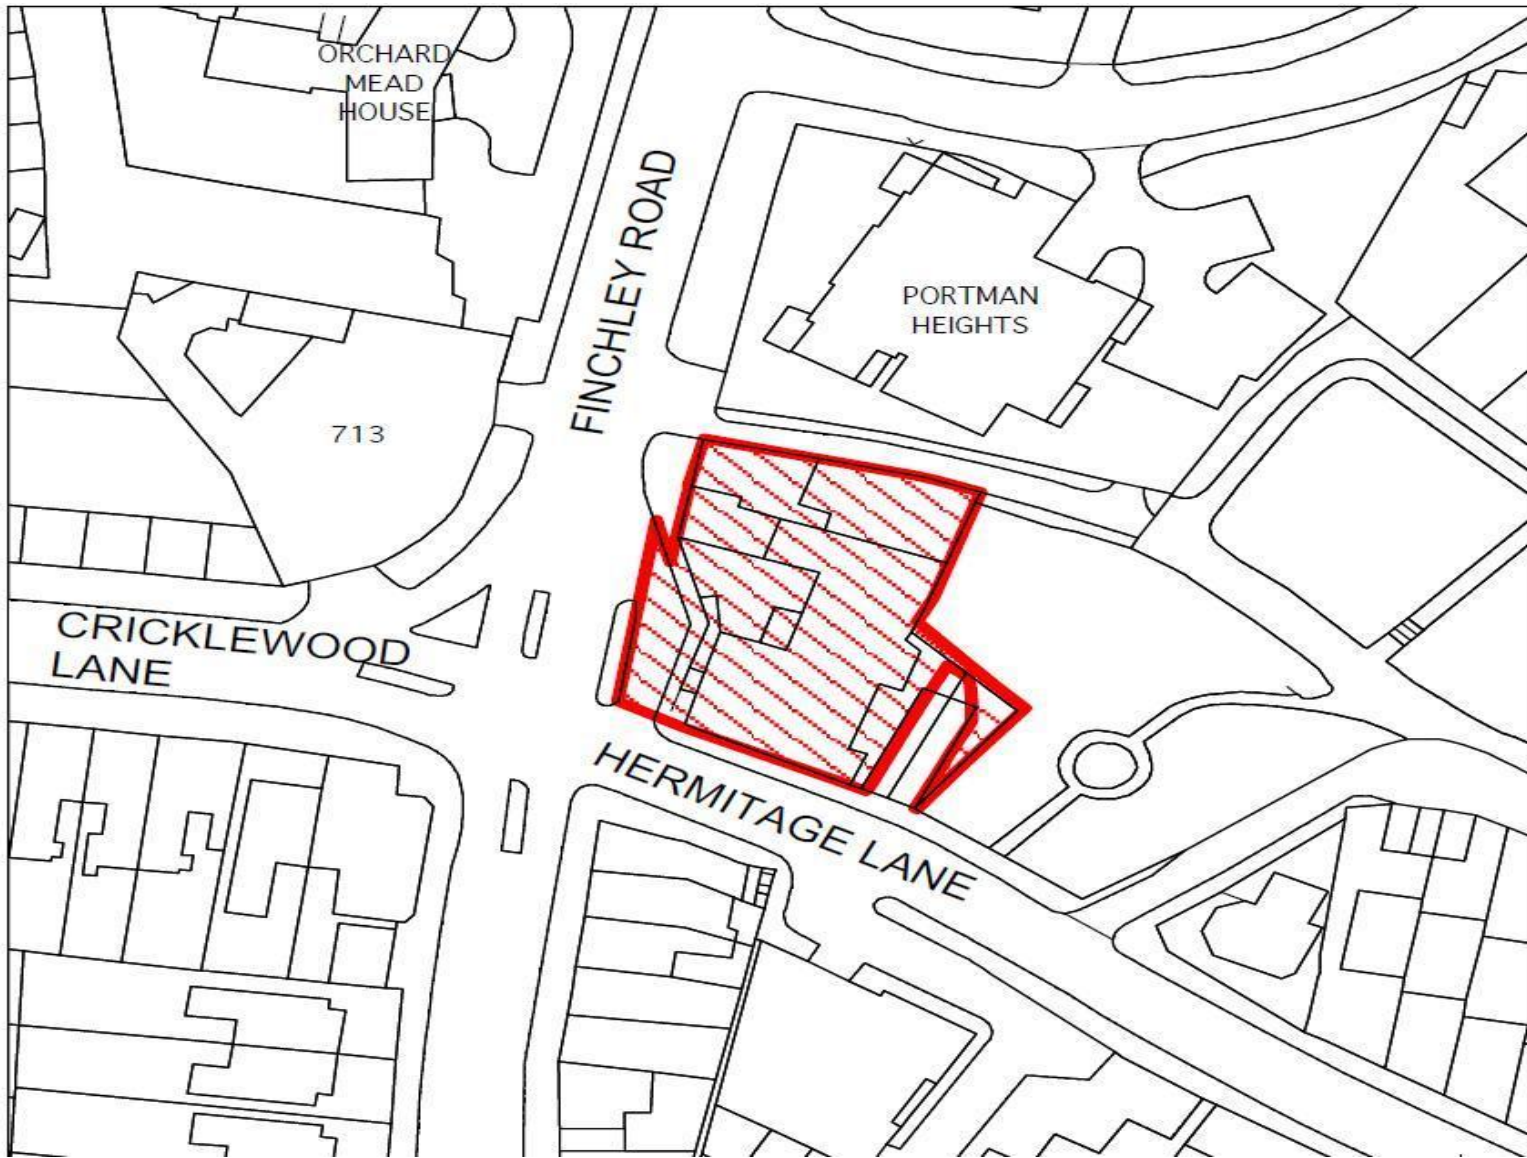 ORCHARD
MEAD
HOUSE
FINCHLEY ROAD
PORTMAN
HEIGHTS
713
CRICKLEWOOD
LANE
HERMITAGE LANE